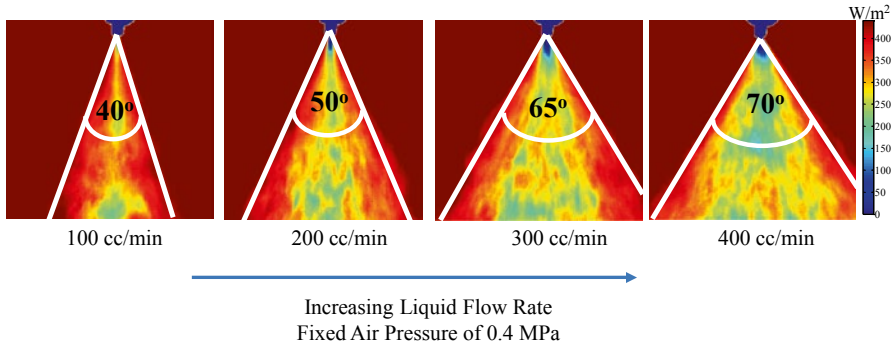 W/m²
40°
50°
65°
70°
400
350
300
250
200
150
100
50
0
100 cc/min
200 cc/min
300 cc/min
400 cc/min
Increasing Liquid Flow Rate
Fixed Air Pressure of 0.4 MPa